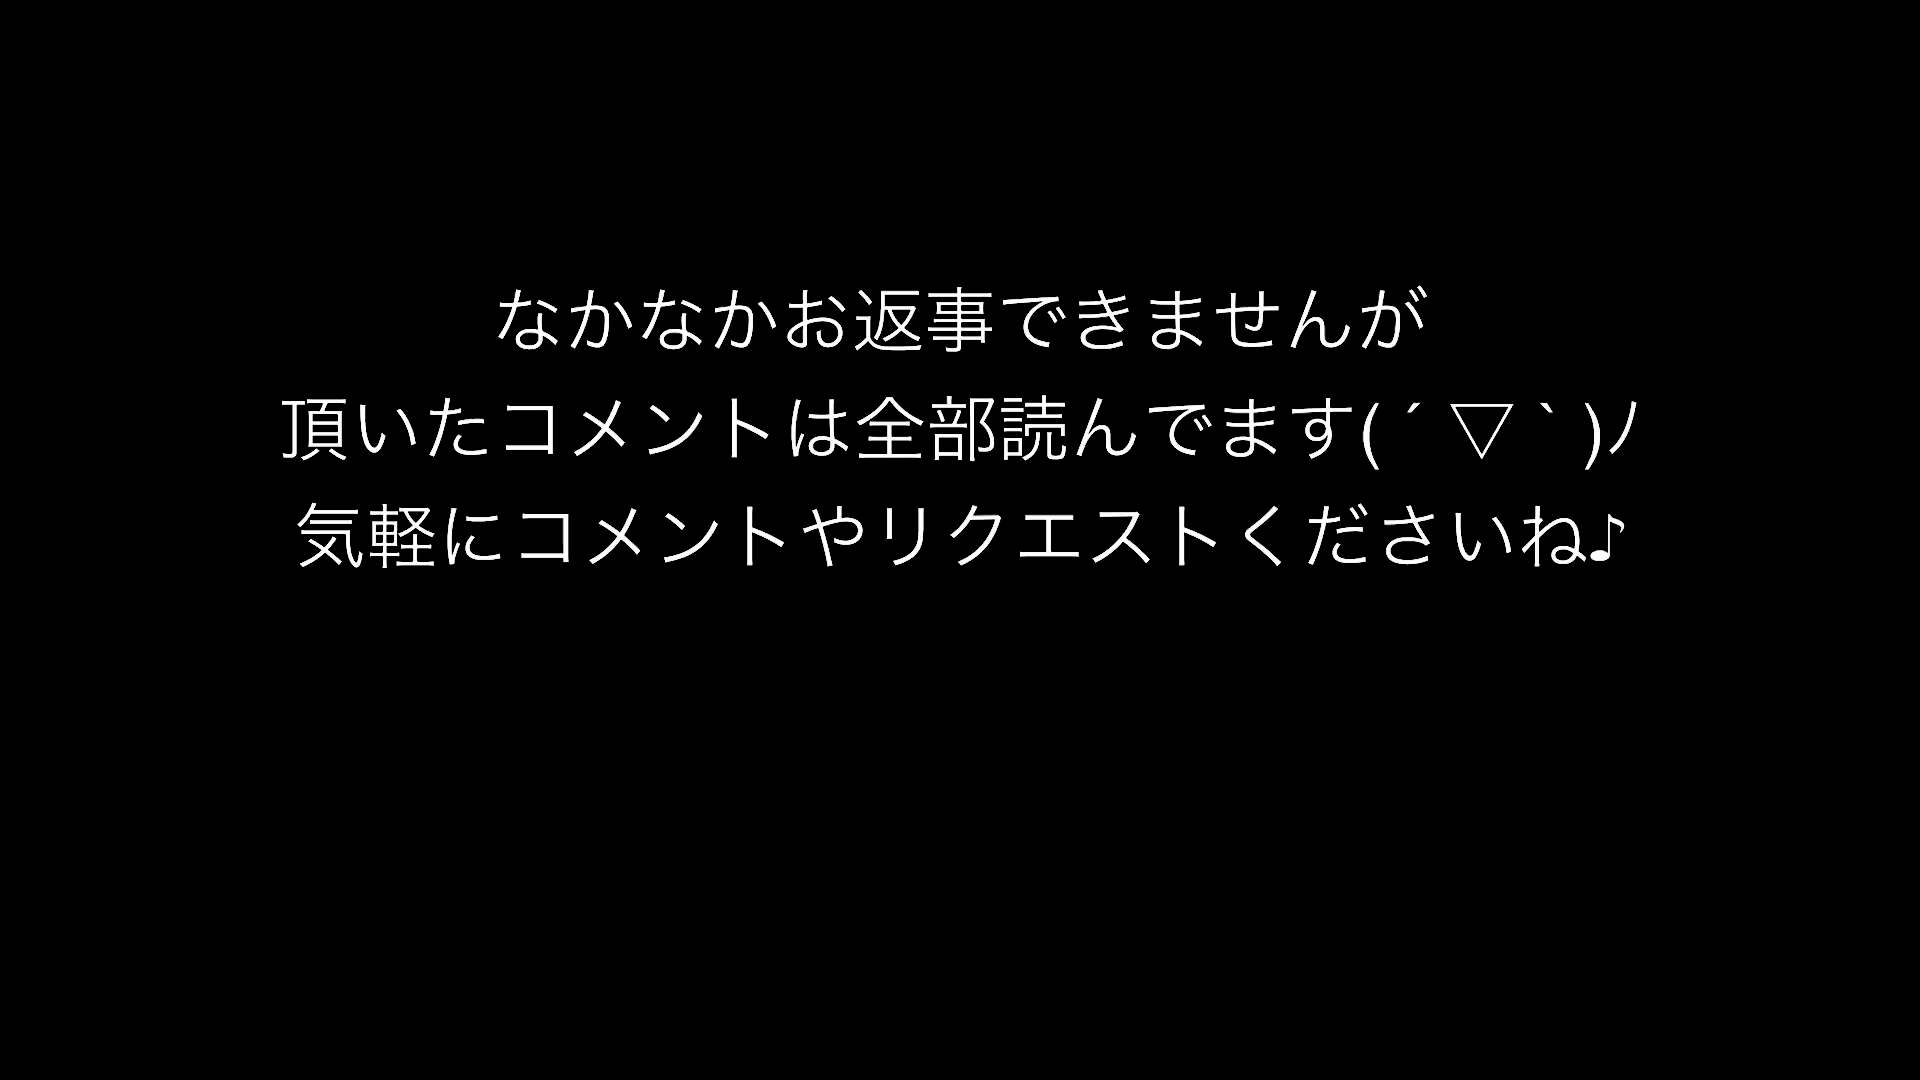 なかなかお返事できませんが
頂いたコメントは全部読んでます( ´ ▽ ` )ﾉ
気軽にコメントやリクエストくださいね♪